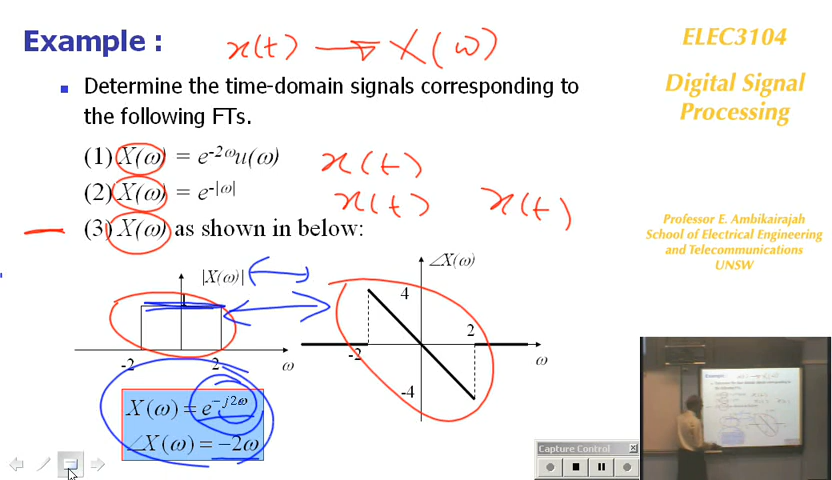 Example :
x(t) → X(ω)
Determine the time-domain signals corresponding to
the following FTs.
(1) X(ω) = e^{-2ω}u(ω)
x(t)
(2) X(ω) = e^{-|ω|}
x(t) x(t)
(3) X(ω) as shown in below:
|X(ω)|
-2 2 ω
∠X(ω)
4
2
-2 ω
-4
X(ω) = e^{-j2ω}
∠X(ω) = -2ω
ELEC3104
Digital Signal
Processing
Professor E. Ambikairajah
School of Electrical Engineering
and Telecommunications
UNSW
Capture Control